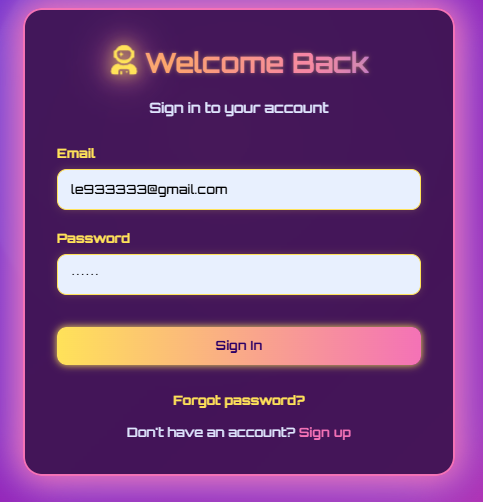 Welcome Back
Sign in to your account
Email
le933333@gmail.com
Password
......
Sign In
Forgot password?
Don't have an account? Sign up